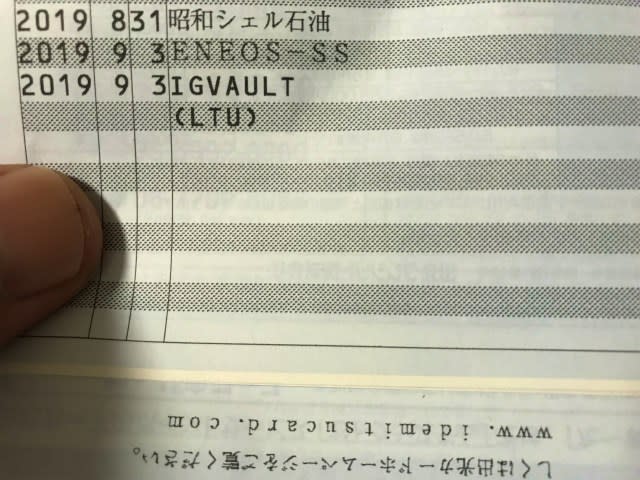 2019 8 31 昭和シェル石油
2019 9 3 ENEOS－SS
2019 9 3 IGVAULT
(LTU)
www.idemitsucard.com
しくは出光カードホームページをご覧ください。